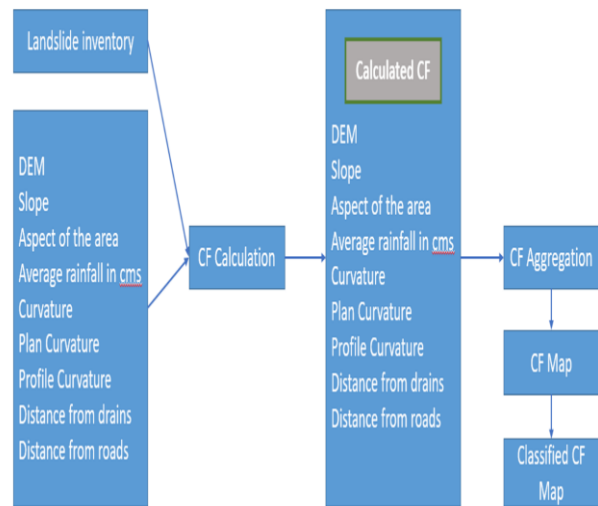 Landslide inventory
DEM
Slope
Aspect of the area
Average rainfall in cms
Curvature
Plan Curvature
Profile Curvature
Distance from drains
Distance from roads
CF Calculation
Calculated CF
DEM
Slope
Aspect of the area
Average rainfall in cms
Curvature
Plan Curvature
Profile Curvature
Distance from drains
Distance from roads
CF Aggregation
CF Map
Classified CF
Map